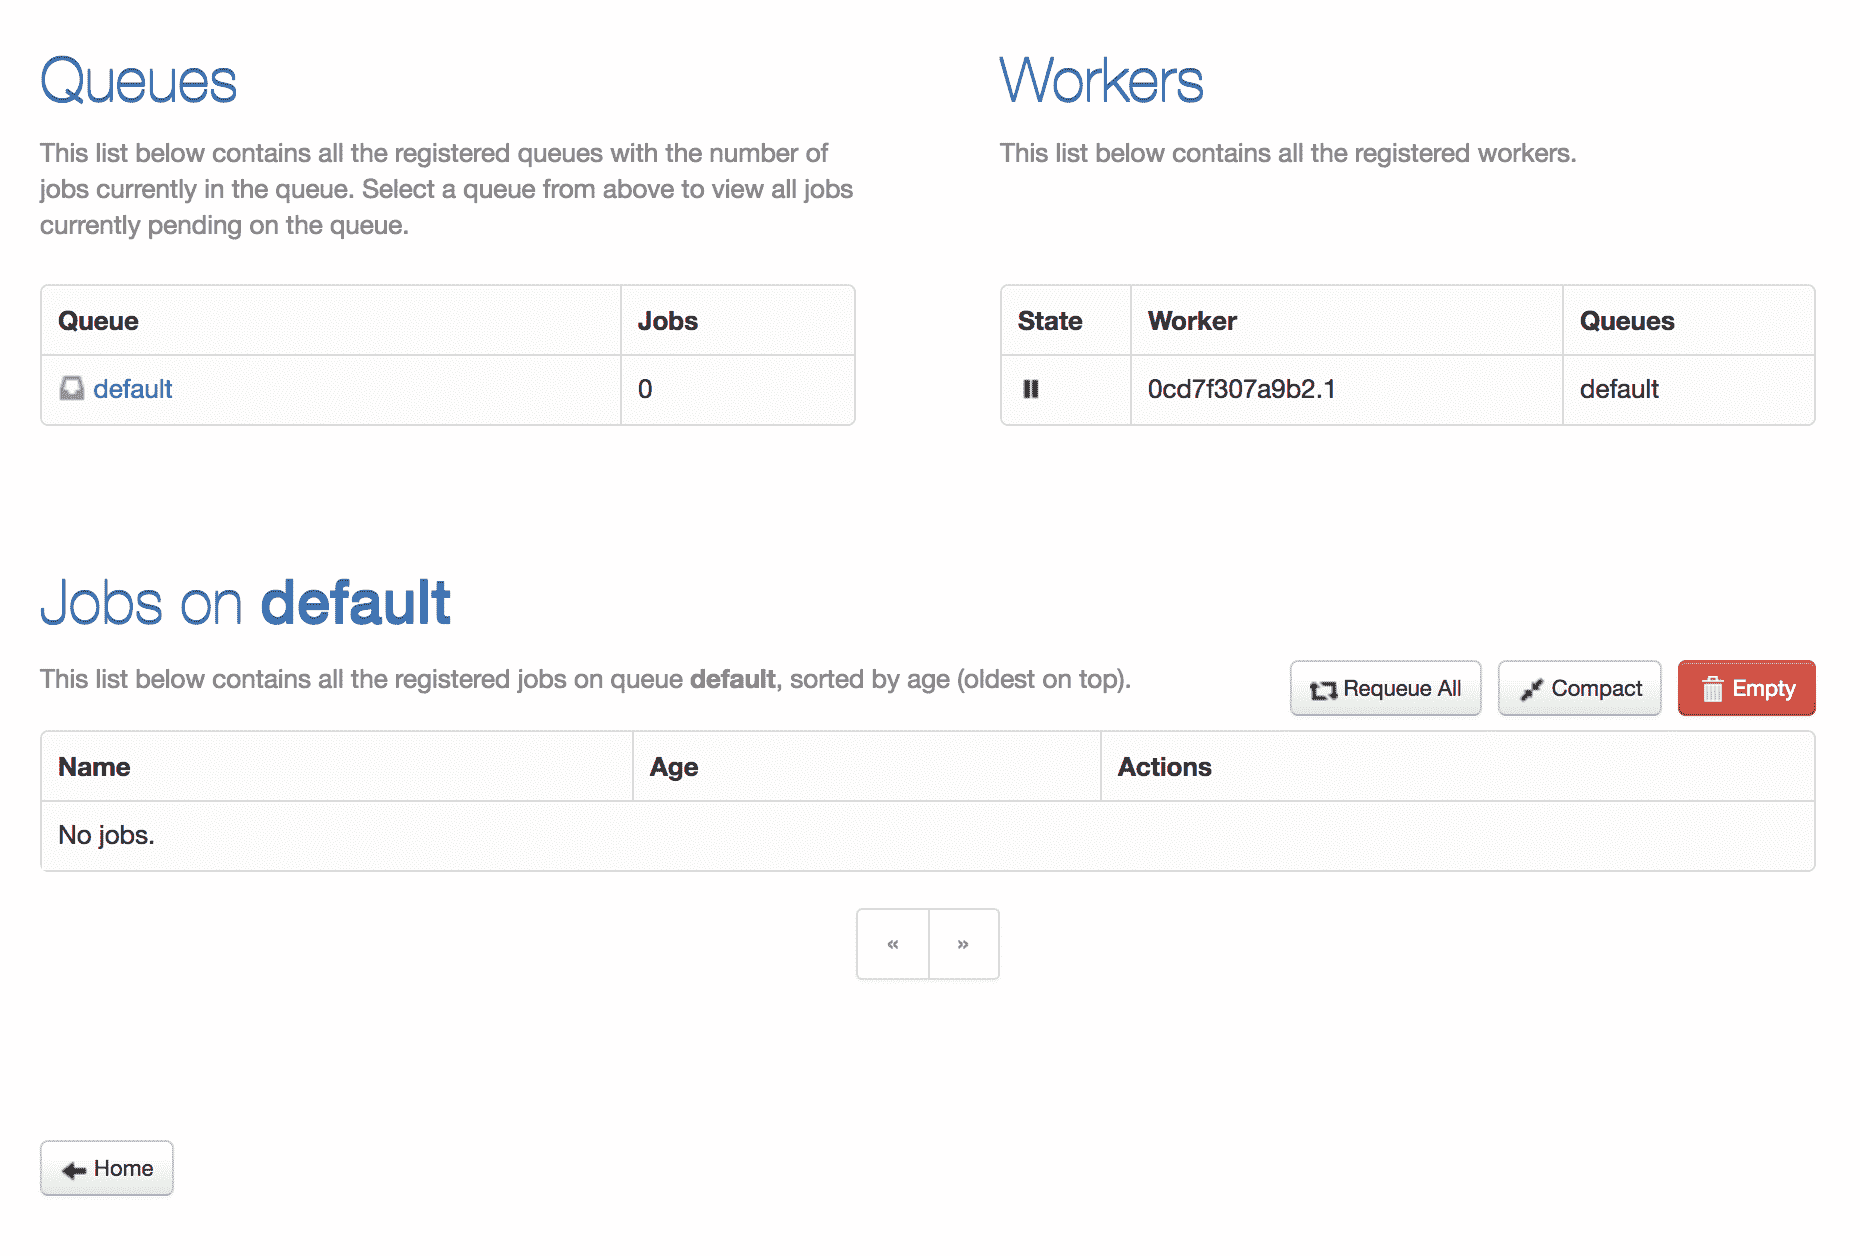 Queues
This list below contains all the registered queues with the number of
jobs currently in the queue. Select a queue from above to view all jobs
currently pending on the queue.
Queue Jobs
default 0
Workers
This list below contains all the registered workers.
State Worker Queues
0cd7f307a9b2.1 default
Jobs on default
This list below contains all the registered jobs on queue default, sorted by age (oldest on top).
Requeue All Compact Empty
Name Age Actions
No jobs.
« »
Home